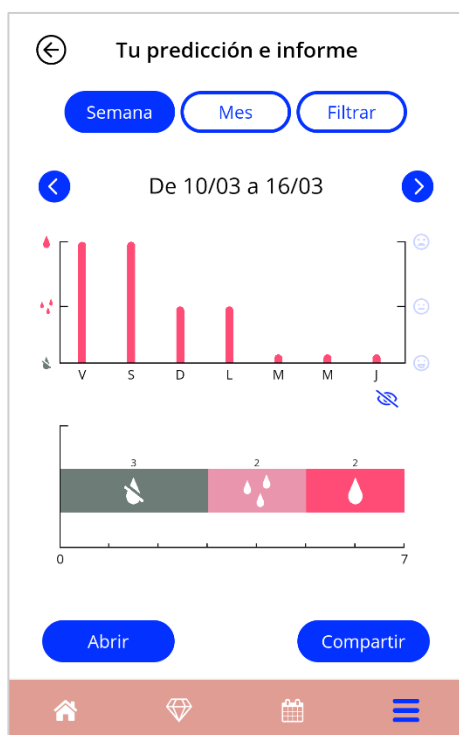 Tu predicción e informe
Semana Mes Filtrar
De 10/03 a 16/03
V S D L M M J
3 2 2
0 7
Abrir Compartir